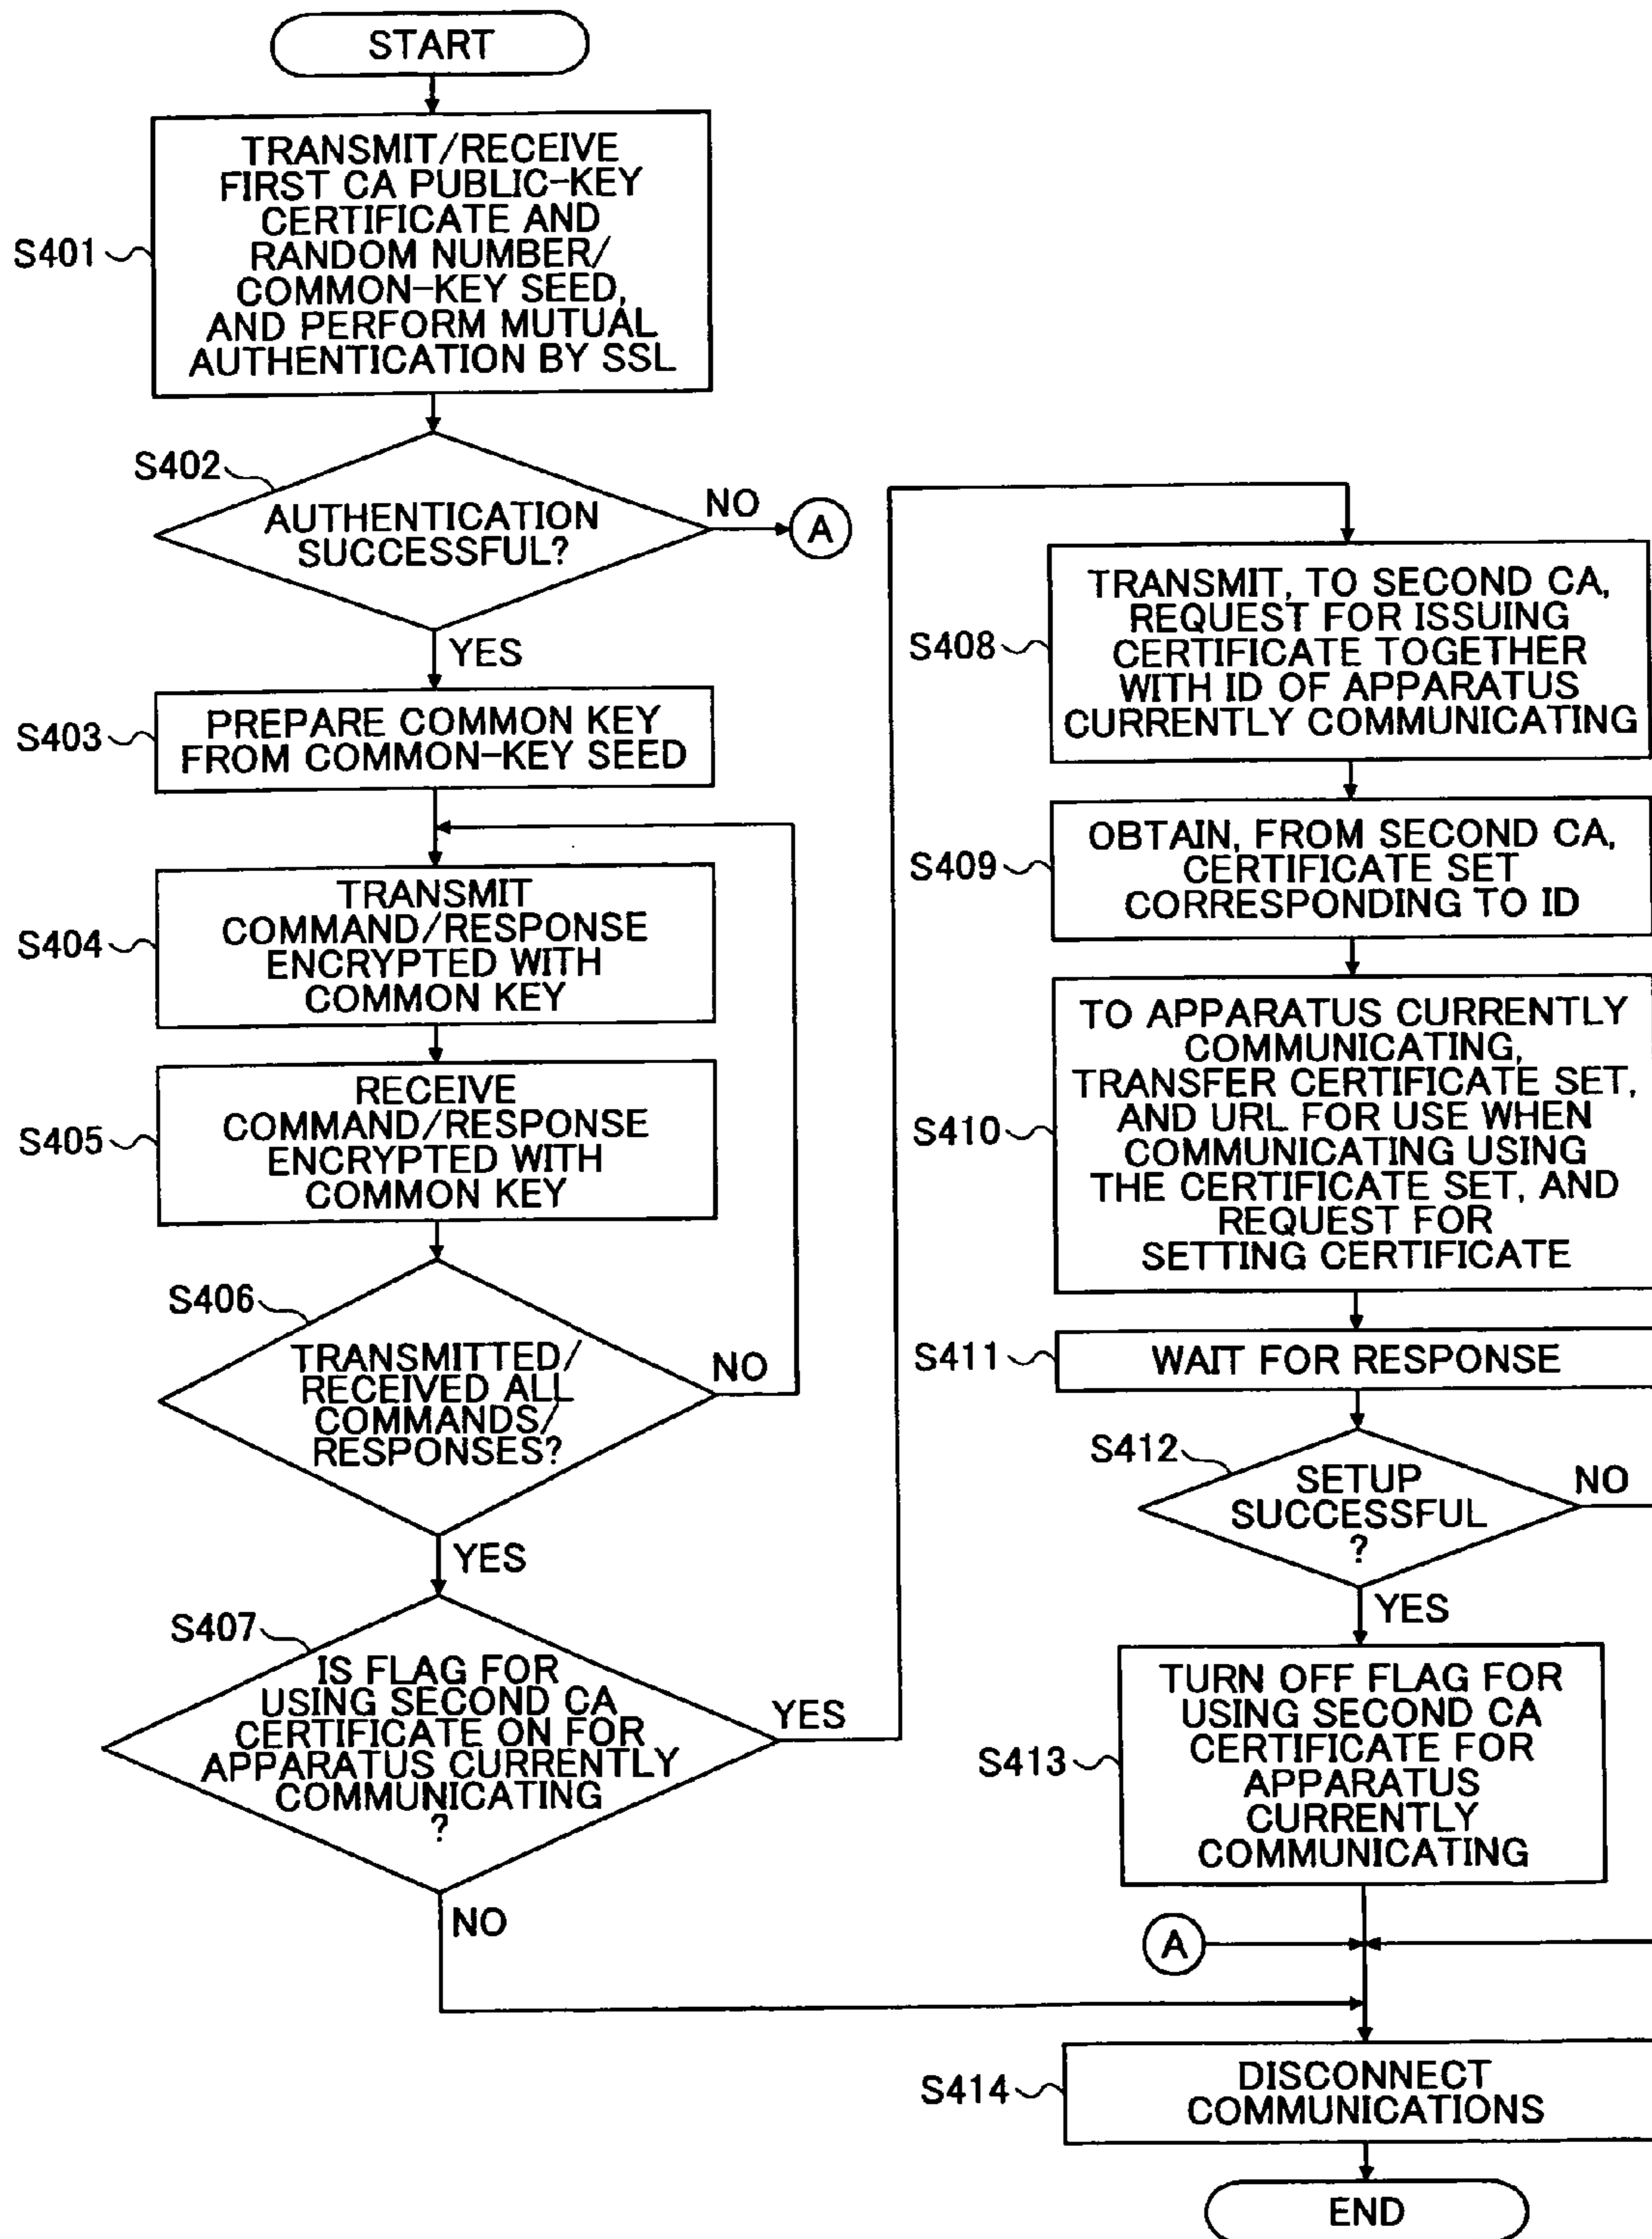 START
TRANSMIT/RECEIVE
FIRST CA PUBLIC-KEY
CERTIFICATE AND
RANDOM NUMBER/
COMMON-KEY SEED,
AND PERFORM MUTUAL
AUTHENTICATION BY SSL
S401
S402
AUTHENTICATION
SUCCESSFUL?
NO
A
YES
S403
PREPARE COMMON KEY
FROM COMMON-KEY SEED
S404
TRANSMIT
COMMAND/RESPONSE
ENCRYPTED WITH
COMMON KEY
S405
RECEIVE
COMMAND/RESPONSE
ENCRYPTED WITH
COMMON KEY
S406
TRANSMITTED/
RECEIVED ALL
COMMANDS/
RESPONSES?
NO
YES
S407
IS FLAG FOR
USING SECOND CA
CERTIFICATE ON FOR
APPARATUS CURRENTLY
COMMUNICATING
?
YES
NO
S408
TRANSMIT, TO SECOND CA,
REQUEST FOR ISSUING
CERTIFICATE TOGETHER
WITH ID OF APPARATUS
CURRENTLY COMMUNICATING
S409
OBTAIN, FROM SECOND CA,
CERTIFICATE SET
CORRESPONDING TO ID
S410
TO APPARATUS CURRENTLY
COMMUNICATING,
TRANSFER CERTIFICATE SET,
AND URL FOR USE WHEN
COMMUNICATING USING
THE CERTIFICATE SET, AND
REQUEST FOR
SETTING CERTIFICATE
S411
WAIT FOR RESPONSE
S412
SETUP
SUCCESSFUL
?
NO
YES
S413
TURN OFF FLAG FOR
USING SECOND CA
CERTIFICATE FOR
APPARATUS
CURRENTLY
COMMUNICATING
A
S414
DISCONNECT
COMMUNICATIONS
END